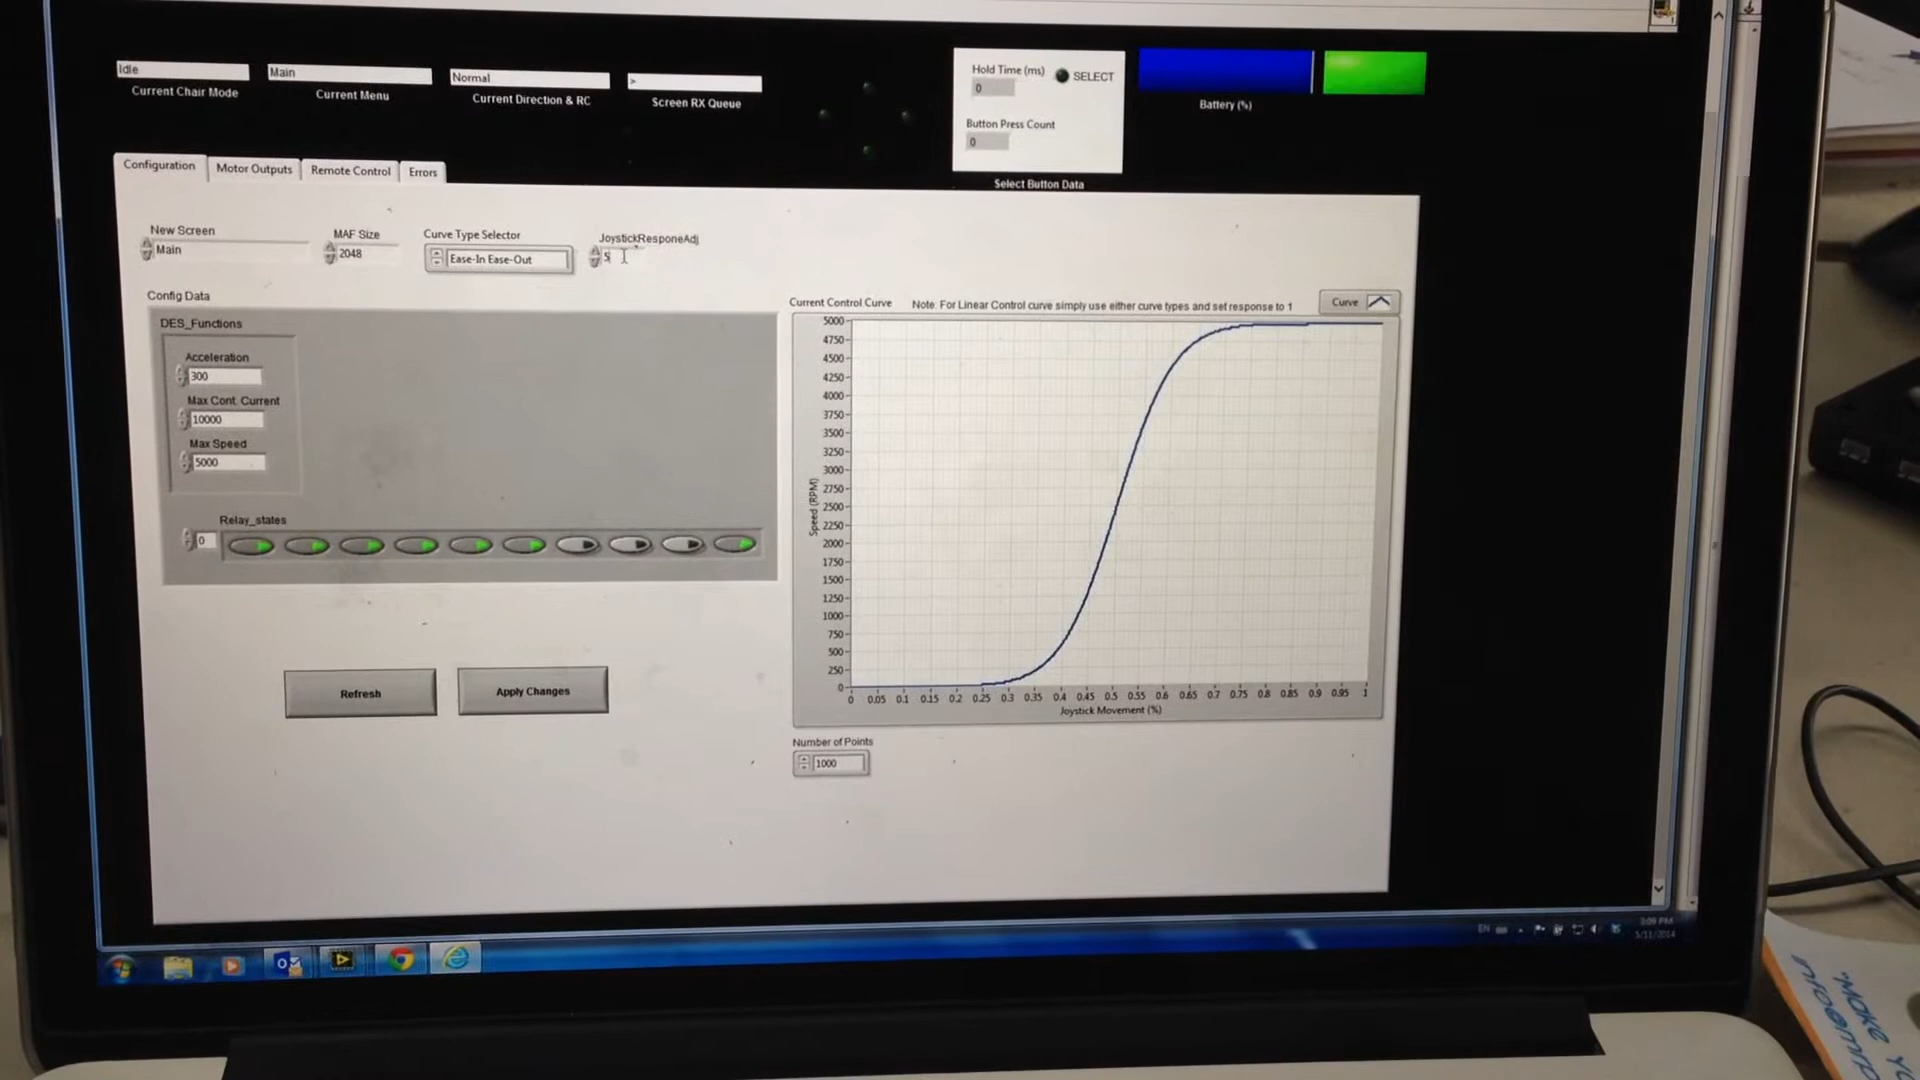 Idle
Current Chair Mode
Main
Current Menu
Normal
Current Direction & RC
>
Screen RX Queue
Hold Time (ms)
0
SELECT
Button Press Count
0
Select Button Data
Battery (%)
Configuration
Motor Outputs
Remote Control
Errors
New Screen
Main
MAF Size
2048
Curve Type Selector
Ease-In Ease-Out
JoystickResponeAdj
5
Config Data
DES_Functions
Acceleration
300
Max Cont. Current
10000
Max Speed
5000
Relay_states
0
Refresh
Apply Changes
Current Control Curve
Note: For Linear Control curve simply use either curve types and set response to 1
Curve
5000
4750
4500
4250
4000
3750
3500
3250
3000
2750
2500
2250
2000
1750
1500
1250
1000
750
500
250
0
Speed (RPM)
0 0.05 0.1 0.15 0.2 0.25 0.3 0.35 0.4 0.45 0.5 0.55 0.6 0.65 0.7 0.75 0.8 0.85 0.9 0.95 1
Joystick Movement (%)
Number of Points
1000
EN
3:09 PM
5/11/2014